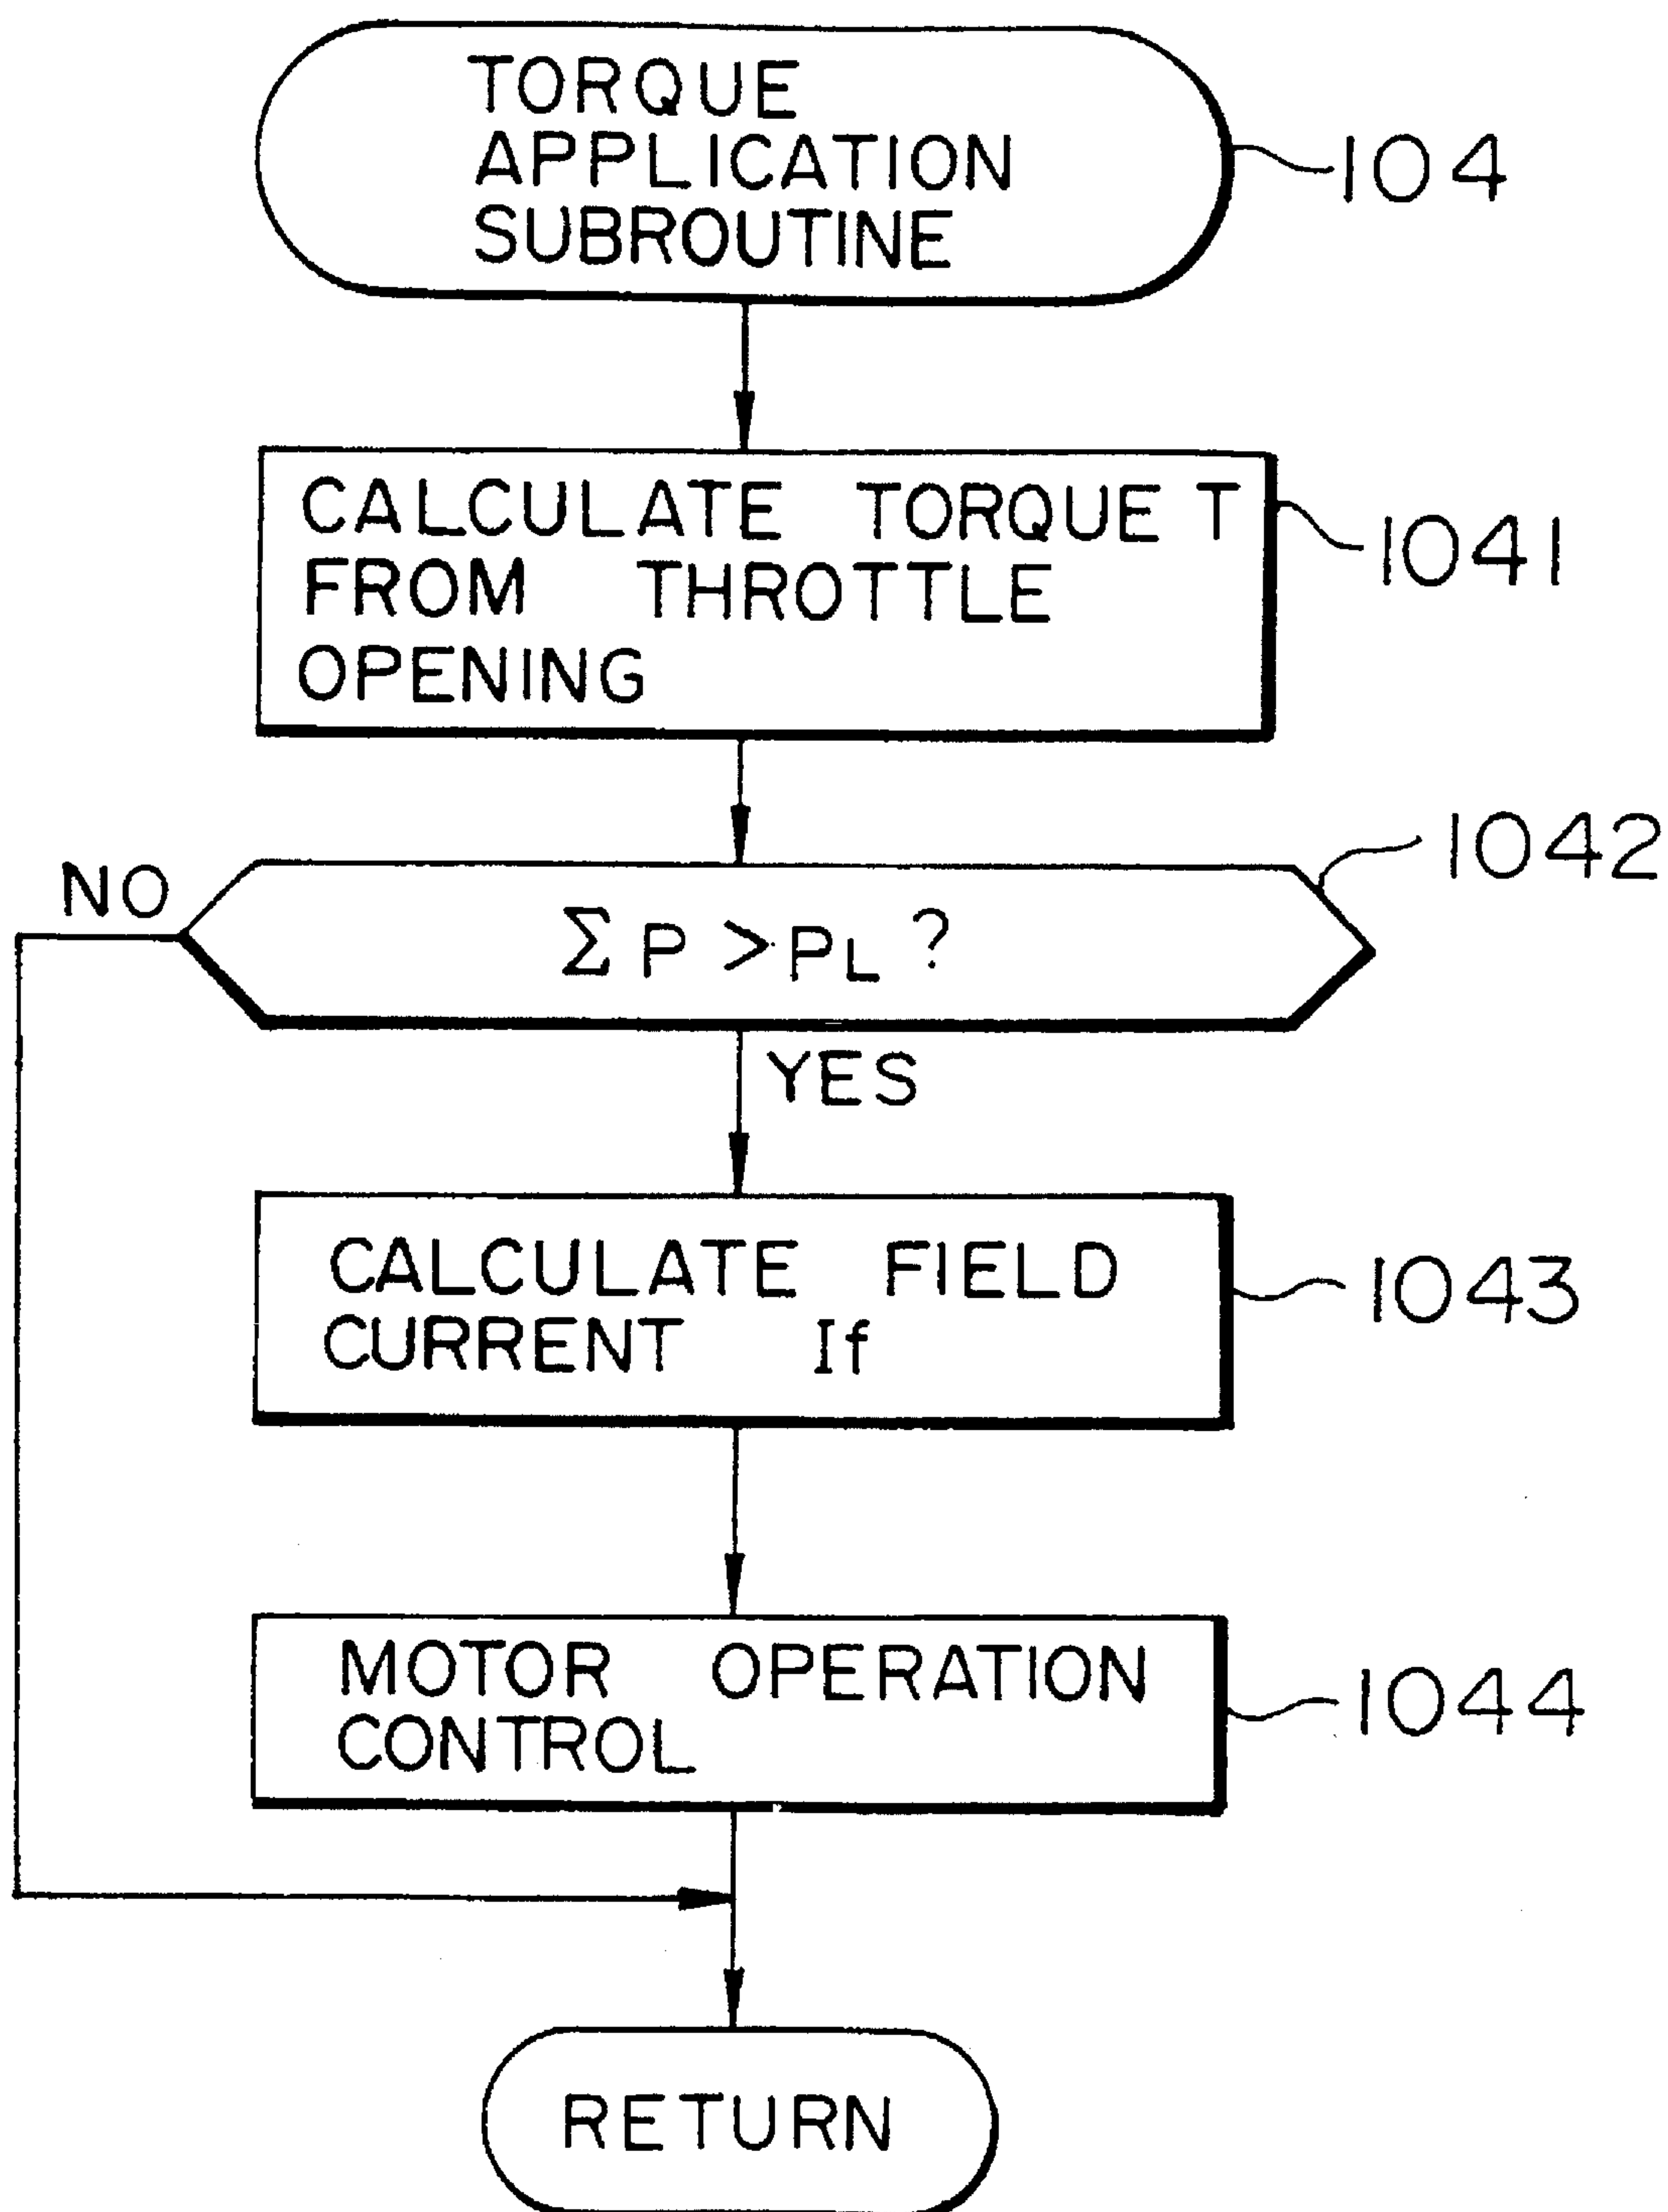 TORQUE
APPLICATION
SUBROUTINE
104
CALCULATE TORQUE T
FROM THROTTLE
OPENING
1041
1042
NO
Σ P > PL ?
YES
CALCULATE FIELD
CURRENT If
1043
MOTOR OPERATION
CONTROL
1044
RETURN